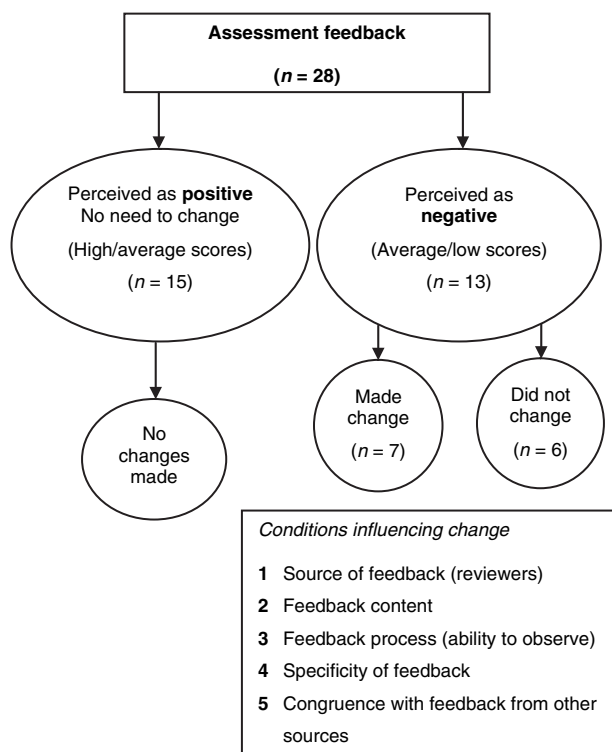 Assessment feedback
(n = 28)
Perceived as positive
No need to change
(High/average scores)
(n = 15)
Perceived as
negative
(Average/low scores)
(n = 13)
No
changes
made
Made
change
(n = 7)
Did not
change
(n = 6)
Conditions influencing change
1 Source of feedback (reviewers)
2 Feedback content
3 Feedback process (ability to observe)
4 Specificity of feedback
5 Congruence with feedback from other
sources